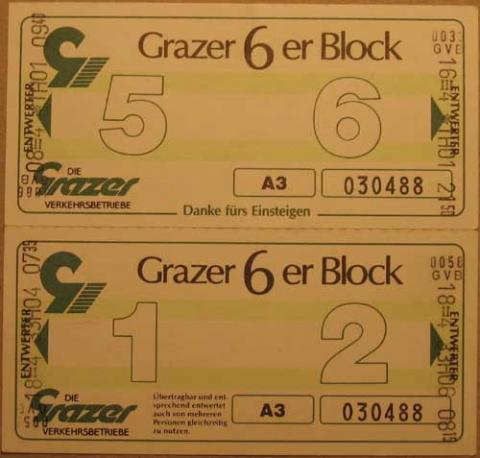 Grazer 6 er Block
5 6
ENTWERTER
ENTWERTER
DIE
Grazer
VERKEHRSBETRIEBE
A3
030488
Danke fürs Einsteigen
Grazer 6 er Block
1 2
ENTWERTER
ENTWERTER
DIE
Grazer
VERKEHRSBETRIEBE
Übertragbar und ent-
sprechend entwertet
auch von mehreren
Personen gleichzeitig
zu nutzen.
A3
030488
GVB
GVB